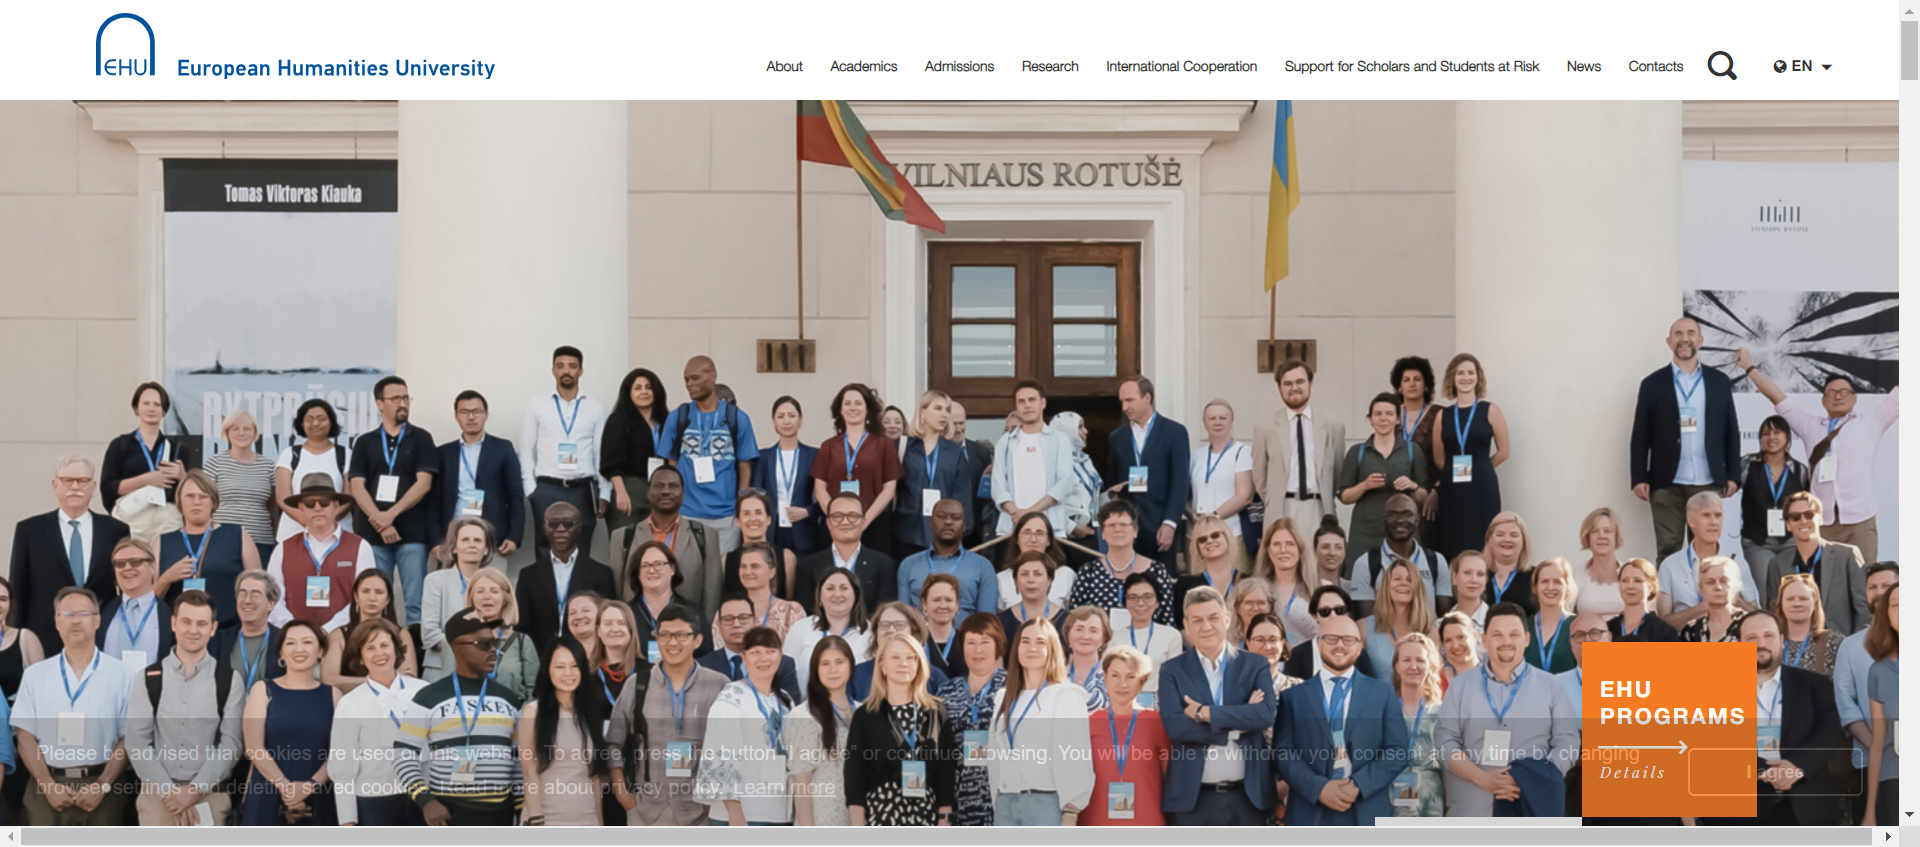 EHU
European Humanities University
About
Academics
Admissions
Research
International Cooperation
Support for Scholars and Students at Risk
News
Contacts
EN
Tomas Viktoras Kiauka
VILNIAUS ROTUŠĖ
VILNIAUS ROTUŠĖ
FASKEY
EHU
PROGRAMS
Details
Please be advised that cookies are used on this website. To agree, press the button "I agree" or continue browsing. You will be able to withdraw your consent at any time by changing
browser settings and deleting saved cookies. Read more about privacy policy. Learn more
I agree